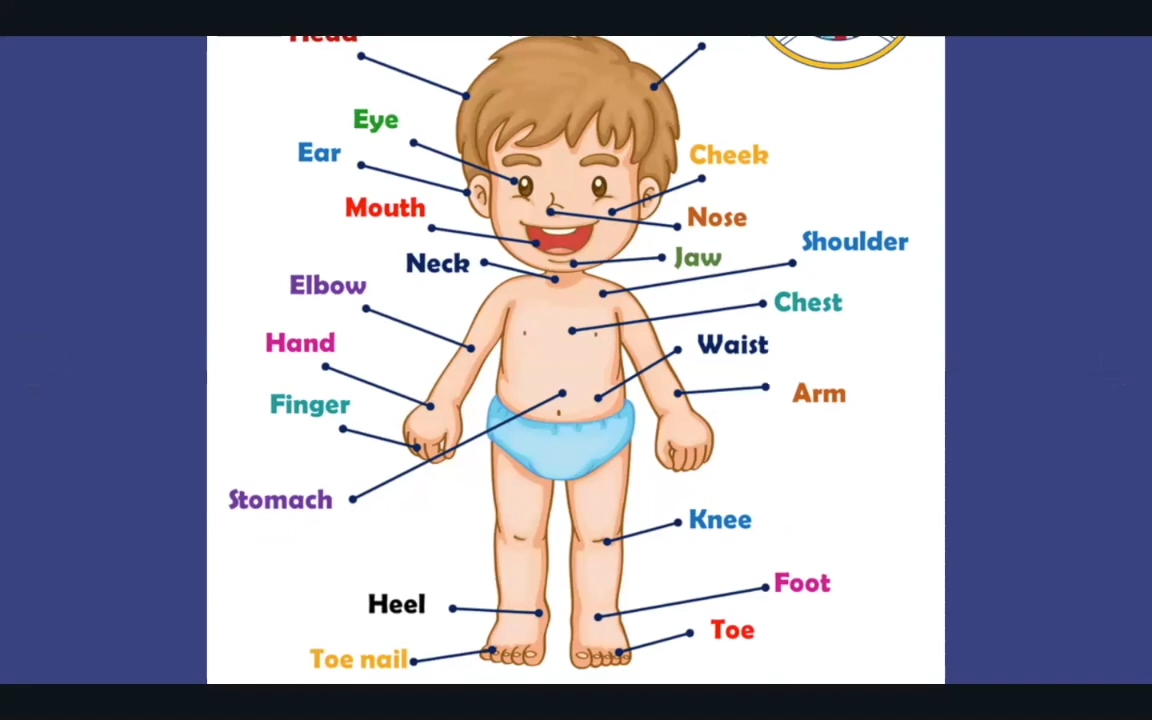 Head
Eye
Ear
Cheek
Mouth
Nose
Shoulder
Neck
Jaw
Elbow
Chest
Hand
Waist
Finger
Arm
Stomach
Knee
Foot
Heel
Toe
Toe nail